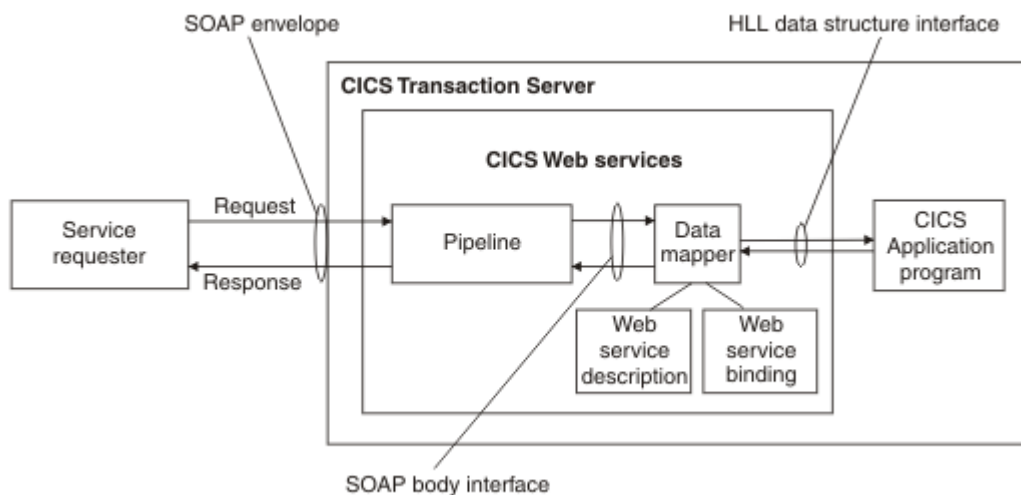 SOAP envelope
HLL data structure interface
CICS Transaction Server
CICS Web services
Service
requester
Request
Response
Pipeline
Data
mapper
CICS
Application
program
Web
service
description
Web
service
binding
SOAP body interface